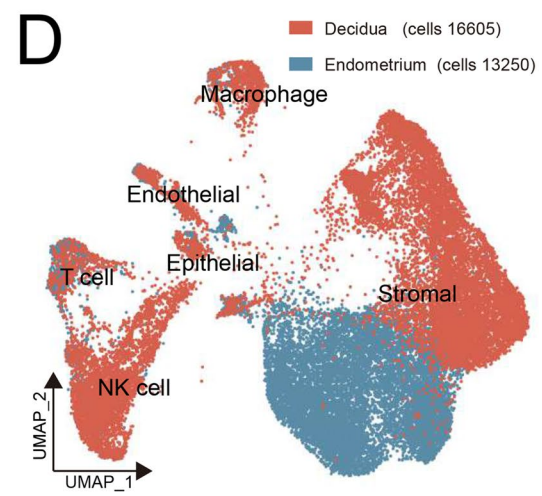 D
Decidua (cells 16605)
Endometrium (cells 13250)
Macrophage
Endothelial
Epithelial
T cell
Stromal
NK cell
UMAP_2
UMAP_1